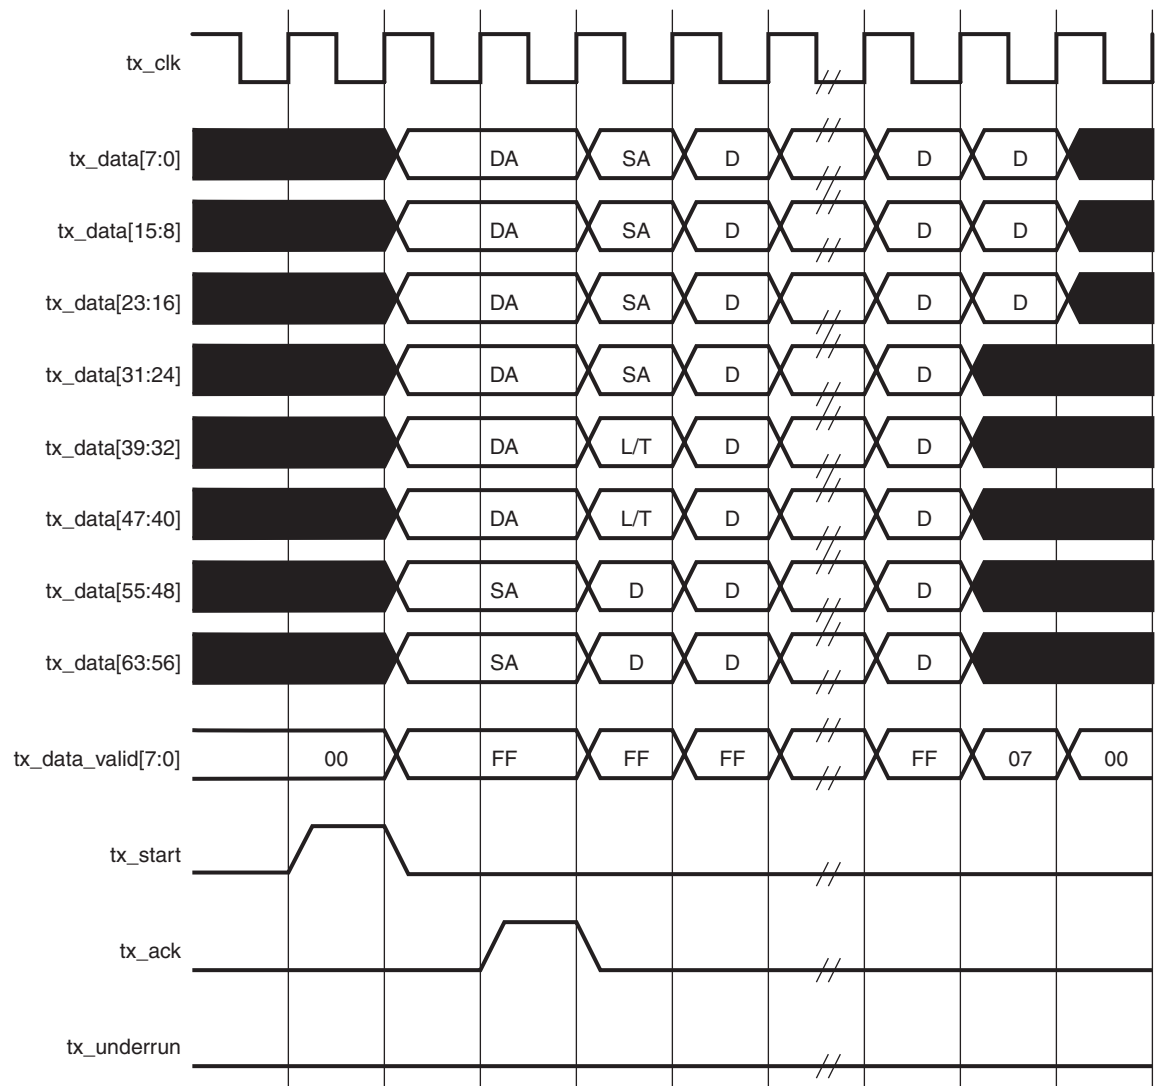 tx_clk
tx_data[7:0] DA SA D D D
tx_data[15:8] DA SA D D D
tx_data[23:16] DA SA D D D
tx_data[31:24] DA SA D D
tx_data[39:32] DA L/T D D
tx_data[47:40] DA L/T D D
tx_data[55:48] SA D D D
tx_data[63:56] SA D D D
tx_data_valid[7:0] 00 FF FF FF FF 07 00
tx_start
tx_ack
tx_underrun